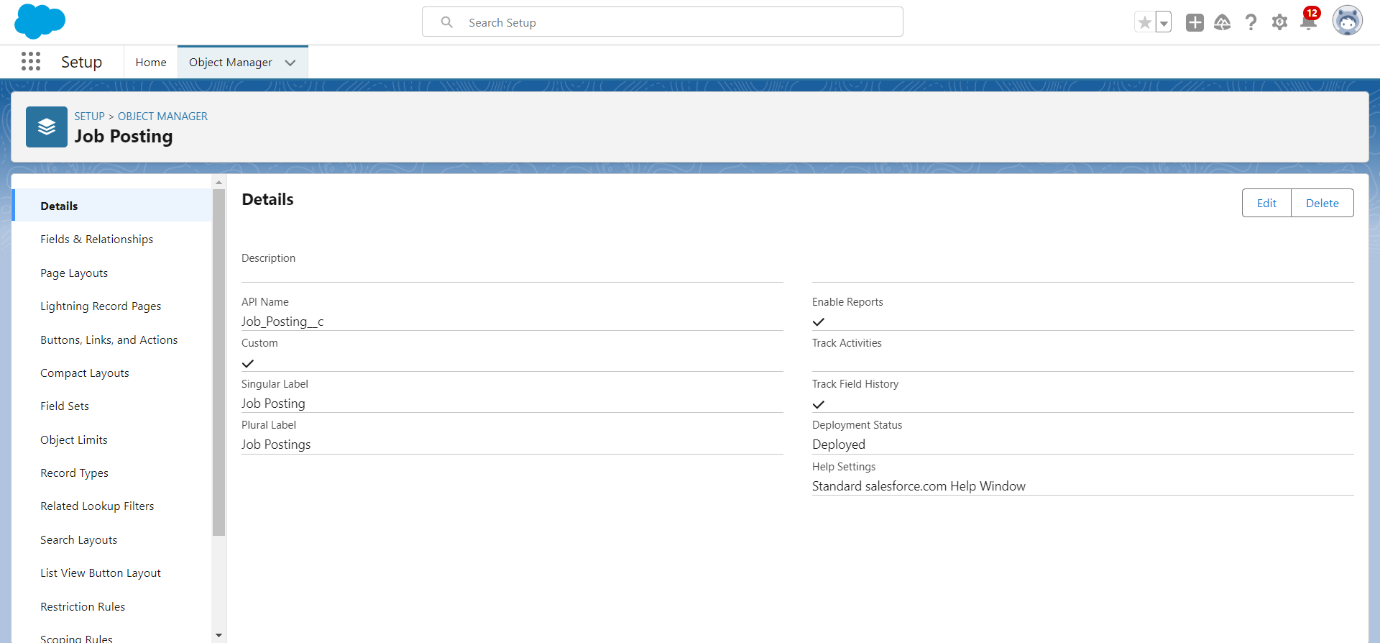 Search Setup
12
Setup
Home
Object Manager
SETUP > OBJECT MANAGER
Job Posting
Details
Fields & Relationships
Page Layouts
Lightning Record Pages
Buttons, Links, and Actions
Compact Layouts
Field Sets
Object Limits
Record Types
Related Lookup Filters
Search Layouts
List View Button Layout
Restriction Rules
Scoping Rules
Details
Edit
Delete
Description
API Name
Job_Posting__c
Custom
Singular Label
Job Posting
Plural Label
Job Postings
Enable Reports
Track Activities
Track Field History
Deployment Status
Deployed
Help Settings
Standard salesforce.com Help Window